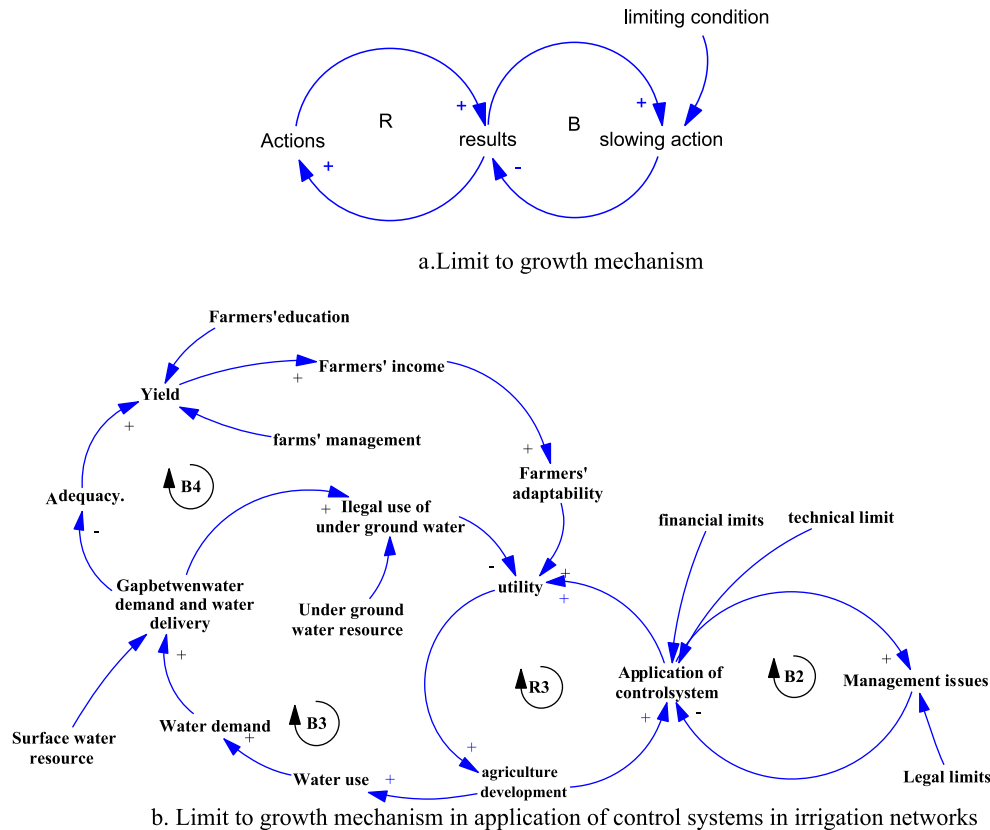 limiting condition
+
+
R
B
Actions
results
slowing action
+
-
a.Limit to growth mechanism
Farmers'education
Farmers' income
+
Yield
+
farms' management
+
Farmers'
adaptability
B4
Adequacy.
-
+
Ilegal use of
under ground water
financial imits
technical limit
-
utility
+
+
Gapbetwenwater
demand and water
delivery
Under ground
water resource
+
+
Application of
controlsystem
R3
B2
Management issues
-
+
B3
Water demand
+
Surface water
resource
+
agriculture
development
+
Water use
Legal limits
b. Limit to growth mechanism in application of control systems in irrigation networks